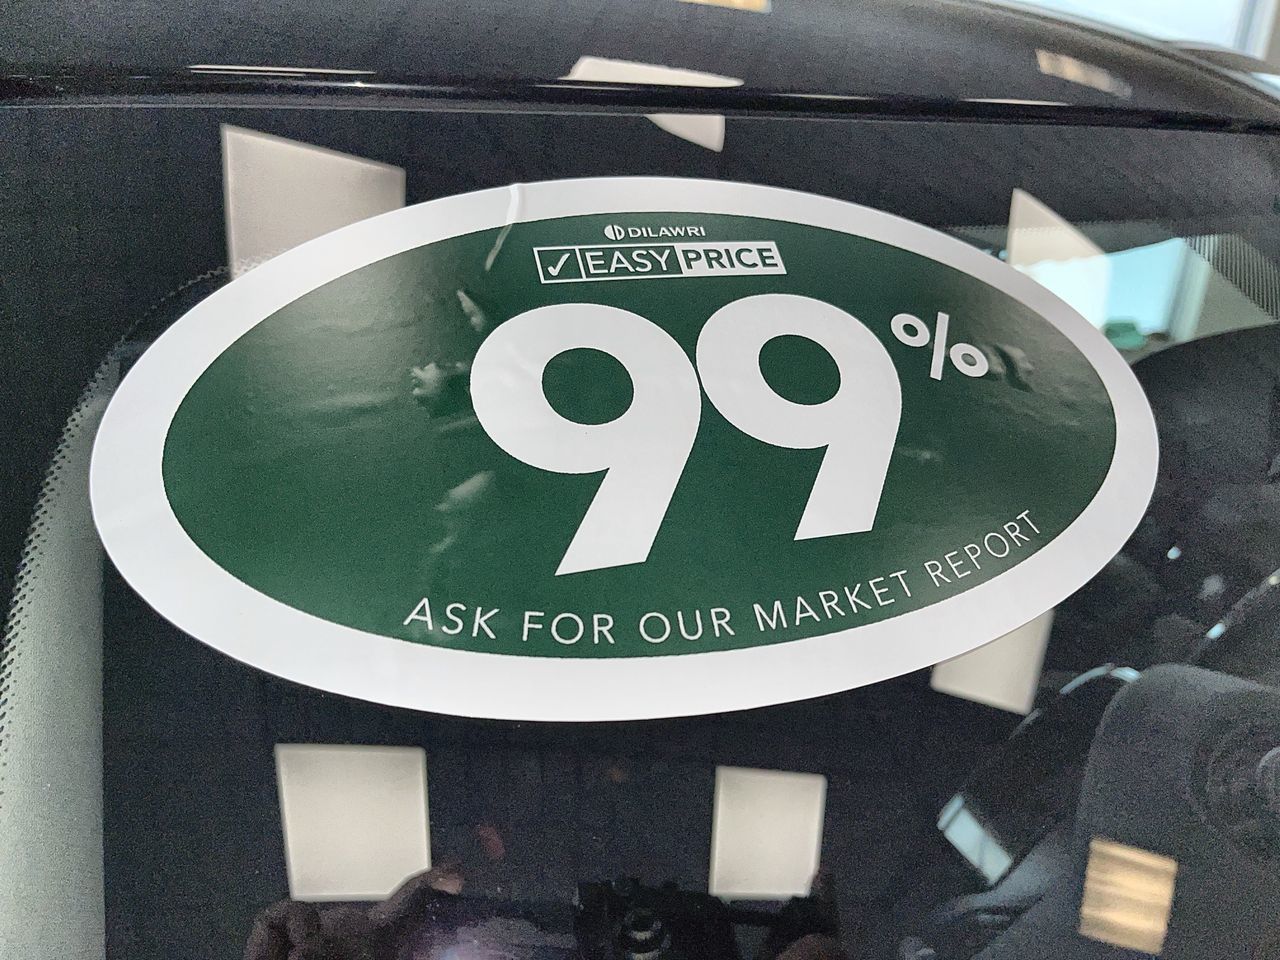 DILAWRI
✓ EASY PRICE
99%
ASK FOR OUR MARKET REPORT